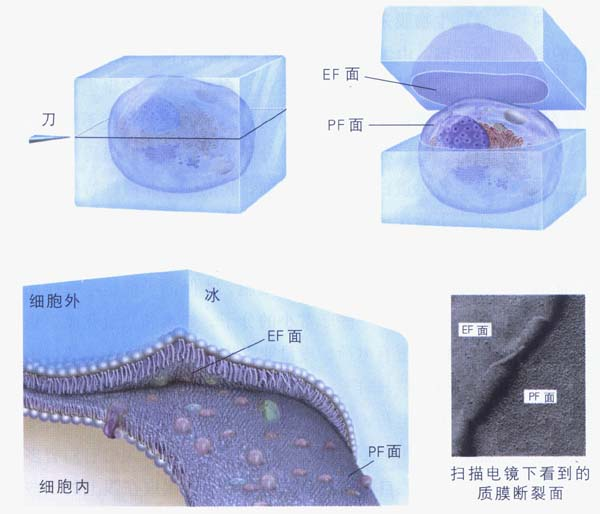 刀
EF 面
PF 面
细胞外
冰
EF 面
PF 面
细胞内
EF 面
PF 面
扫描电镜下看到的
质膜断裂面